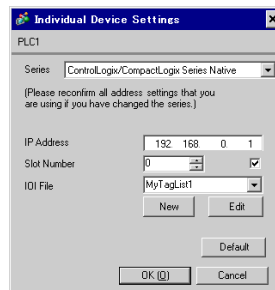 Individual Device Settings
PLC1
Series ControlLogix/CompactLogix Series Native
(Please reconfirm all address settings that you
are using if you have changed the series.)
IP Address 192. 168. 0. 1
Slot Number 0
IOI File MyTagList1
New Edit
Default
OK (O) Cancel